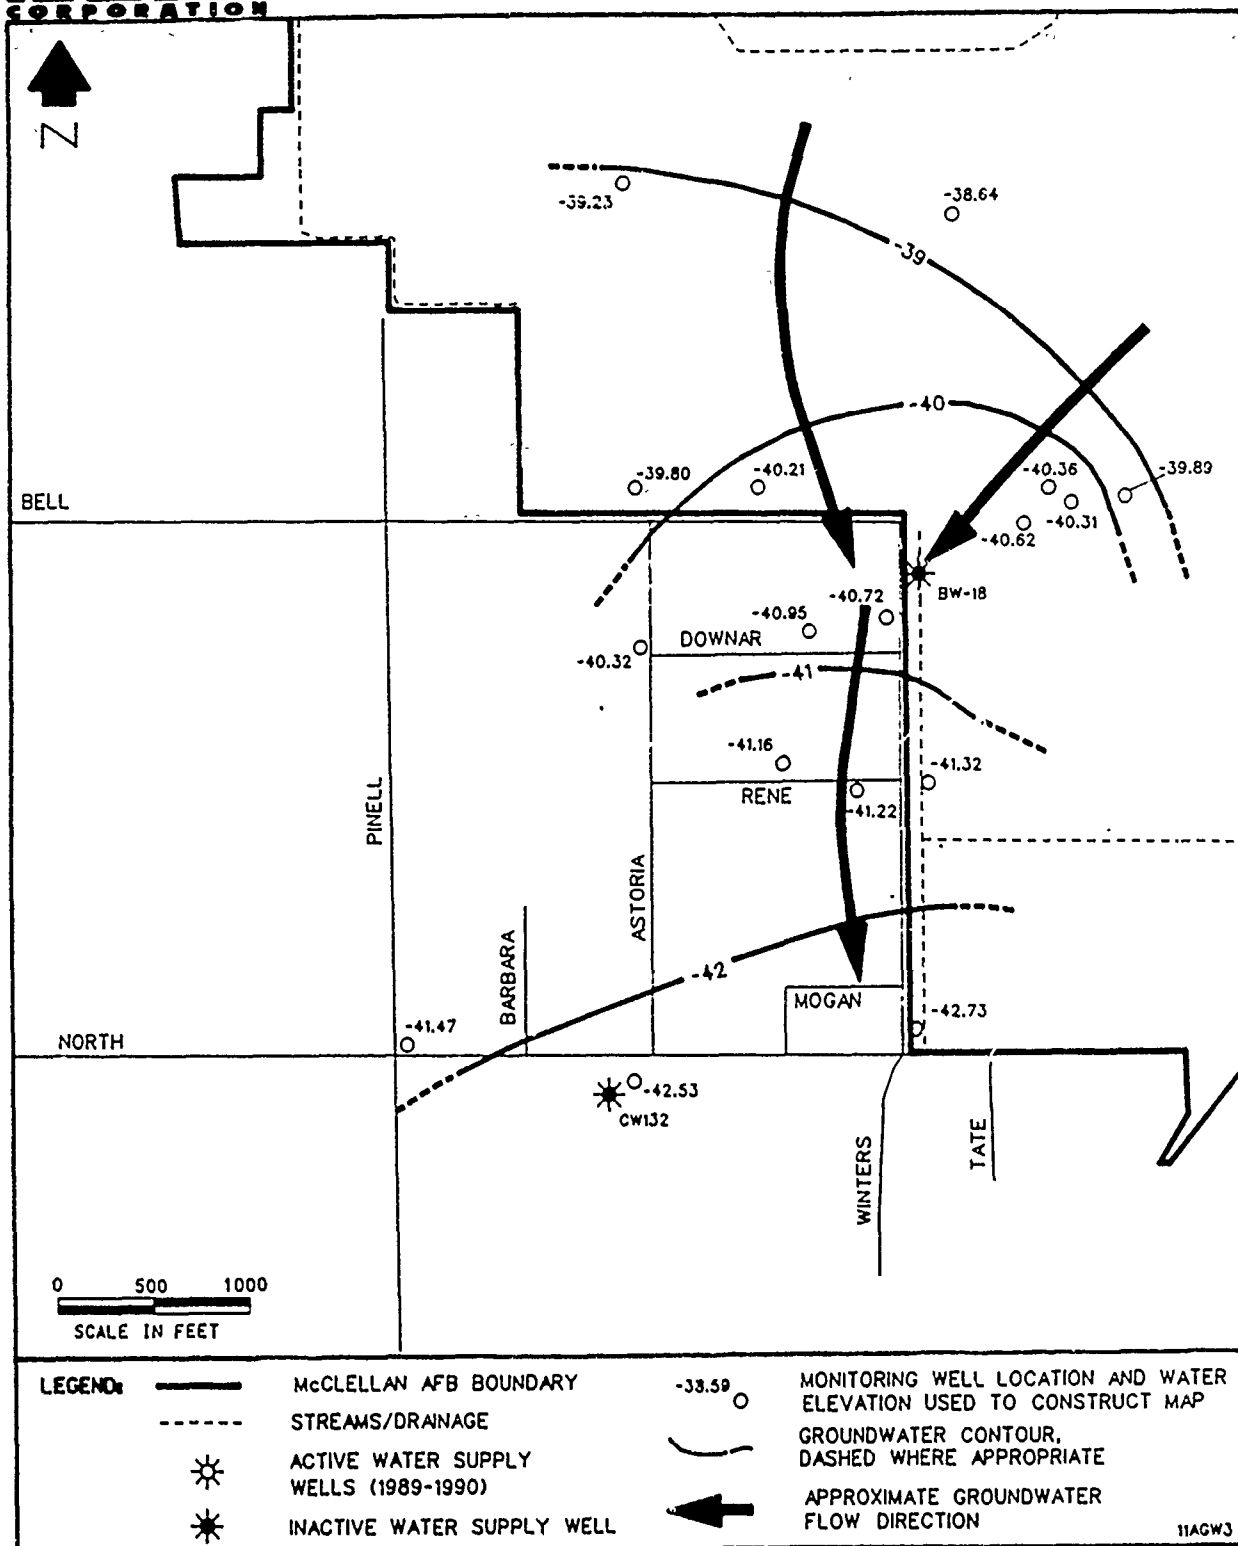 CORPORATION
N
-39.23
-38.64
-39
-40
-39.80
-40.21
-40.36
-39.89
BELL
-40.31
-40.62
BW-18
-40.72
-40.95
DOWNAR
-40.32
-41
-41.16
-41.32
RENE
-41.22
PINELL
ASTORIA
BARBARA
-42
MOGAN
-42.73
-41.47
NORTH
-42.53
CW132
WINTERS
TATE
0 500 1000
SCALE IN FEET
LEGEND:
McCLELLAN AFB BOUNDARY
STREAMS/DRAINAGE
ACTIVE WATER SUPPLY
WELLS (1989-1990)
INACTIVE WATER SUPPLY WELL
-38.59
MONITORING WELL LOCATION AND WATER
ELEVATION USED TO CONSTRUCT MAP
GROUNDWATER CONTOUR,
DASHED WHERE APPROPRIATE
APPROXIMATE GROUNDWATER
FLOW DIRECTION
11AGW3